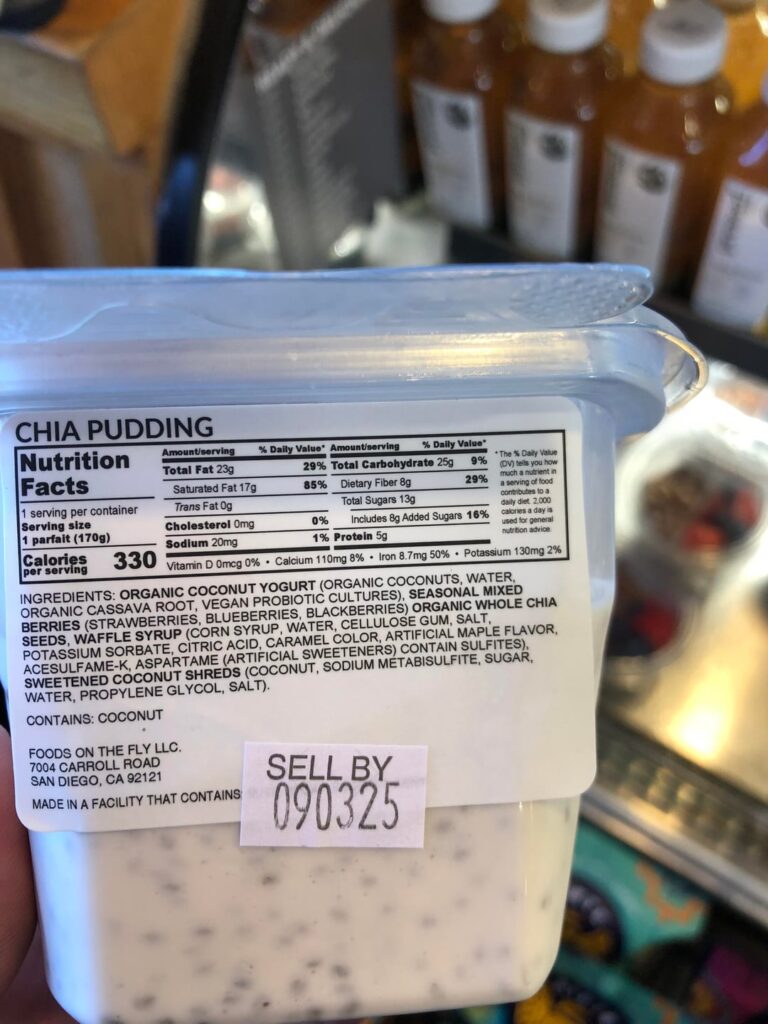 CHIA PUDDING
Nutrition
Facts
1 serving per container
Serving size
1 parfait (170g)
Calories
per serving
330
Amount/serving % Daily Value*
Total Fat 23g 29%
Saturated Fat 17g 85%
Trans Fat 0g
Cholesterol 0mg 0%
Sodium 20mg 1%
Amount/serving % Daily Value*
Total Carbohydrate 25g 9%
Dietary Fiber 8g 29%
Total Sugars 13g
Includes 8g Added Sugars 16%
Protein 5g
Vitamin D 0mcg 0% • Calcium 110mg 8% • Iron 8.7mg 50% • Potassium 130mg 2%
*The % Daily Value
(DV) tells you how
much a nutrient in
a serving of food
contributes to a
daily diet. 2,000
calories a day is
used for general
nutrition advice.
INGREDIENTS: ORGANIC COCONUT YOGURT (ORGANIC COCONUTS, WATER,
ORGANIC CASSAVA ROOT, VEGAN PROBIOTIC CULTURES), SEASONAL MIXED
BERRIES (STRAWBERRIES, BLUEBERRIES, BLACKBERRIES) ORGANIC WHOLE CHIA
SEEDS, WAFFLE SYRUP (CORN SYRUP, WATER, CELLULOSE GUM, SALT,
POTASSIUM SORBATE, CITRIC ACID, CARAMEL COLOR, ARTIFICIAL MAPLE FLAVOR,
ACESULFAME-K, ASPARTAME (ARTIFICIAL SWEETENERS) CONTAIN SULFITES),
SWEETENED COCONUT SHREDS (COCONUT, SODIUM METABISULFITE, SUGAR,
WATER, PROPYLENE GLYCOL, SALT).
CONTAINS: COCONUT
FOODS ON THE FLY LLC.
7004 CARROLL ROAD
SAN DIEGO, CA 92121
MADE IN A FACILITY THAT CONTAINS
SELL BY
090325